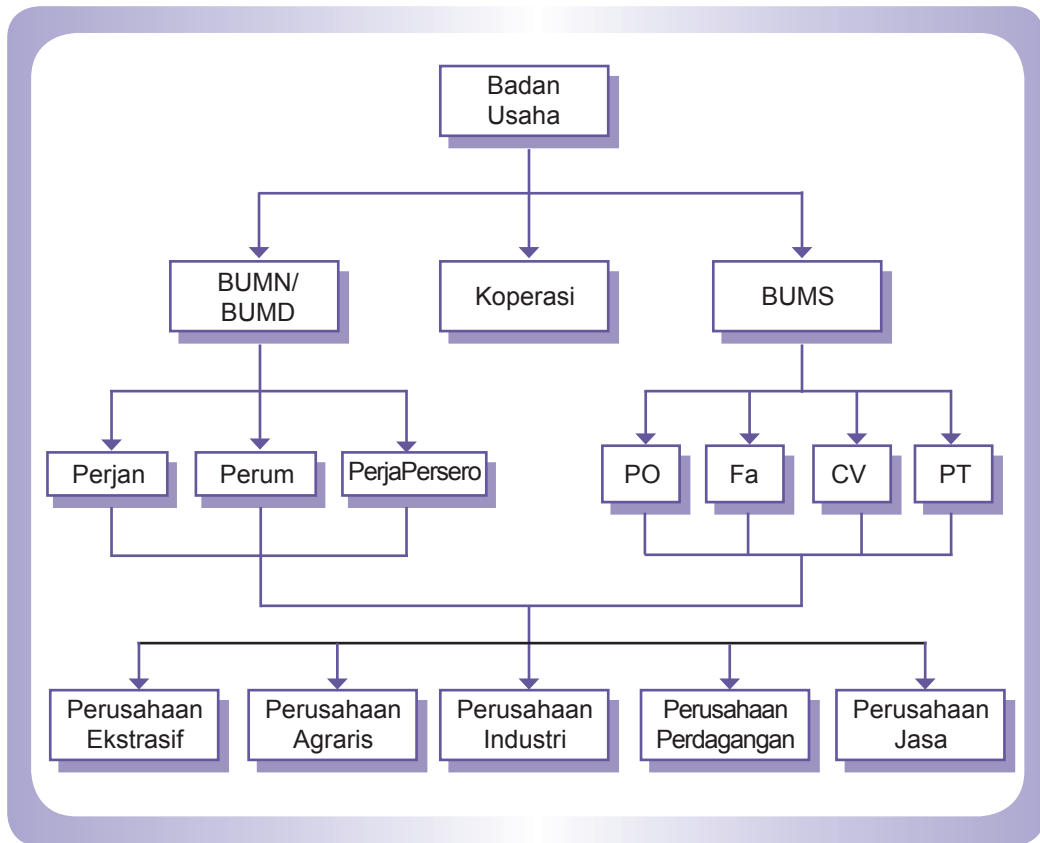 Badan
Usaha
BUMN/
BUMD
Koperasi
BUMS
Perjan
Perum
PerjaPersero
PO
Fa
CV
PT
Perusahaan
Ekstrasif
Perusahaan
Agraris
Perusahaan
Industri
Perusahaan
Perdagangan
Perusahaan
Jasa